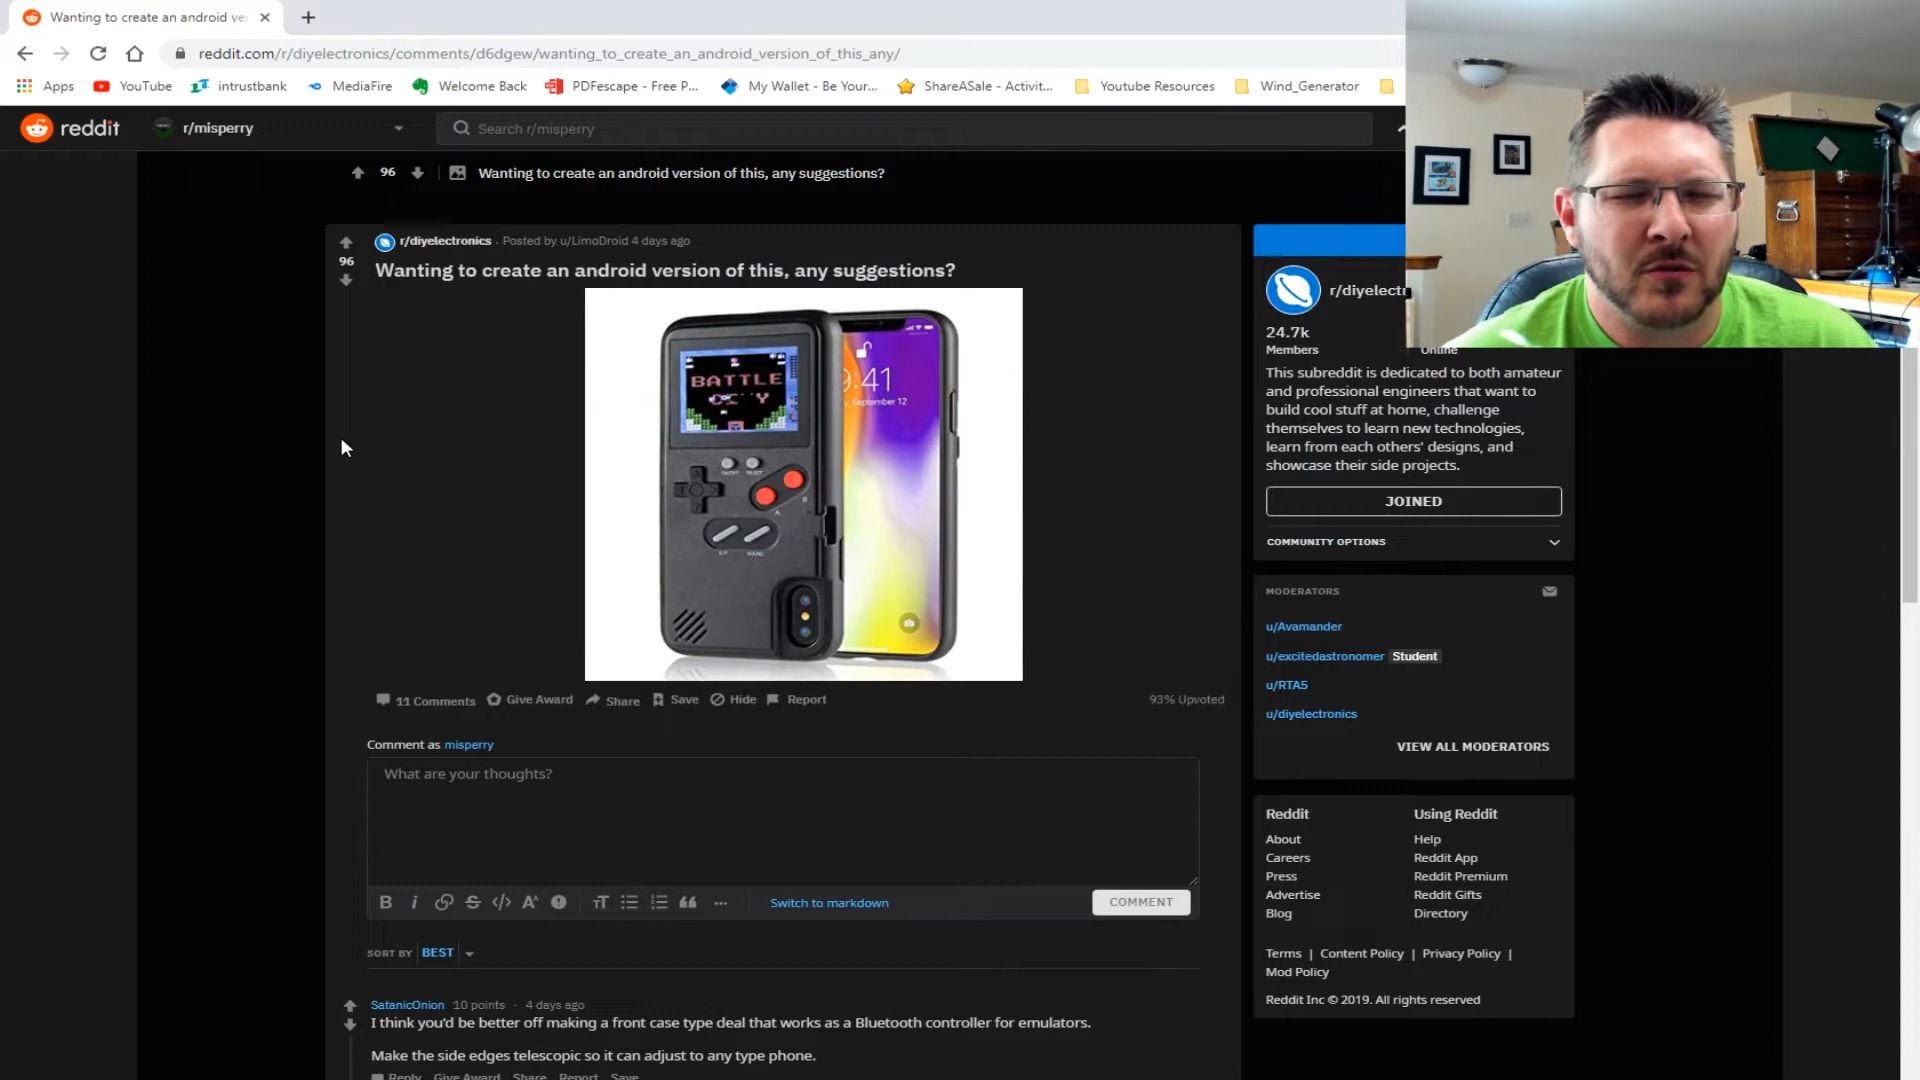 Wanting to create an android ve
reddit.com/r/diyelectronics/comments/d6dgew/wanting_to_create_an_android_version_of_this_any/
Apps YouTube intrustbank MediaFire Welcome Back PDFescape - Free P... My Wallet - Be Your... ShareASale - Activit... Youtube Resources Wind_Generator
reddit r/misperry Search r/misperry
96 Wanting to create an android version of this, any suggestions?
r/diyelectronics · Posted by u/LimoDroid 4 days ago
96
Wanting to create an android version of this, any suggestions?
BATTLE
9:41
September 12
ON/OFF RESET
B
A
S/P SOUND
11 Comments Give Award Share Save Hide Report 93% Upvoted
Comment as misperry
What are your thoughts?
B i Switch to markdown COMMENT
SORT BY BEST
SatanicOnion 10 points · 4 days ago
I think you'd be better off making a front case type deal that works as a Bluetooth controller for emulators.
Make the side edges telescopic so it can adjust to any type phone.
Reply Give Award Share Report Save
r/diyelectr
24.7k
Members Online
This subreddit is dedicated to both amateur
and professional engineers that want to
build cool stuff at home, challenge
themselves to learn new technologies,
learn from each others' designs, and
showcase their side projects.
JOINED
COMMUNITY OPTIONS
MODERATORS
u/Avamander
u/excitedastronomer Student
u/RTA5
u/diyelectronics
VIEW ALL MODERATORS
Reddit Using Reddit
About Help
Careers Reddit App
Press Reddit Premium
Advertise Reddit Gifts
Blog Directory
Terms | Content Policy | Privacy Policy |
Mod Policy
Reddit Inc © 2019. All rights reserved